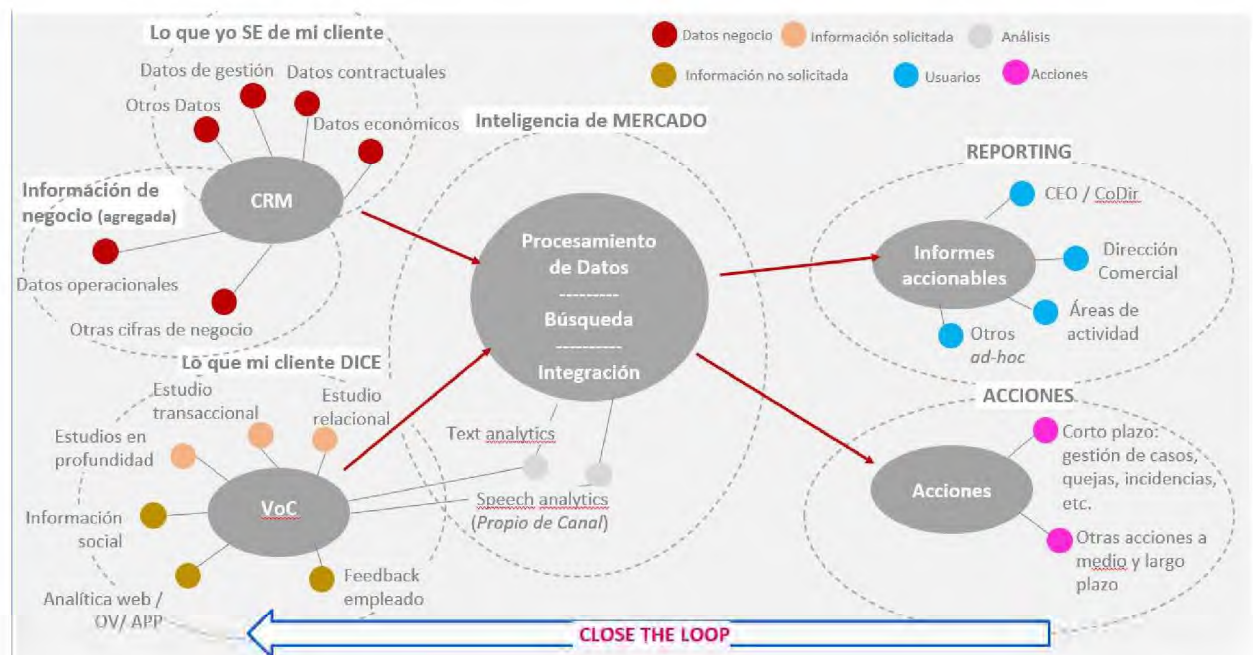 Lo que yo SE de mi cliente
Datos negocio
Información solicitada
Análisis
Información no solicitada
Usuarios
Acciones
Datos de gestión
Datos contractuales
Otros Datos
Datos económicos
CRM
Información de
negocio (agregada)
Datos operacionales
Otras cifras de negocio
Inteligencia de MERCADO
Procesamiento
de Datos
---------
Búsqueda
----------
Integración
REPORTING
CEO / CoDir
Informes
accionables
Dirección
Comercial
Áreas de
actividad
Otros
ad-hoc
Lo que mi cliente DICE
Estudio
transaccional
Estudio
relacional
Estudios en
profundidad
VoC
Información
social
Analítica web /
OV/ APP
Feedback
empleado
Text analytics
Speech analytics
(Propio de Canal)
ACCIONES
Acciones
Corto plazo:
gestión de casos,
quejas, incidencias,
etc.
Otras acciones a
medio y largo
plazo
CLOSE THE LOOP